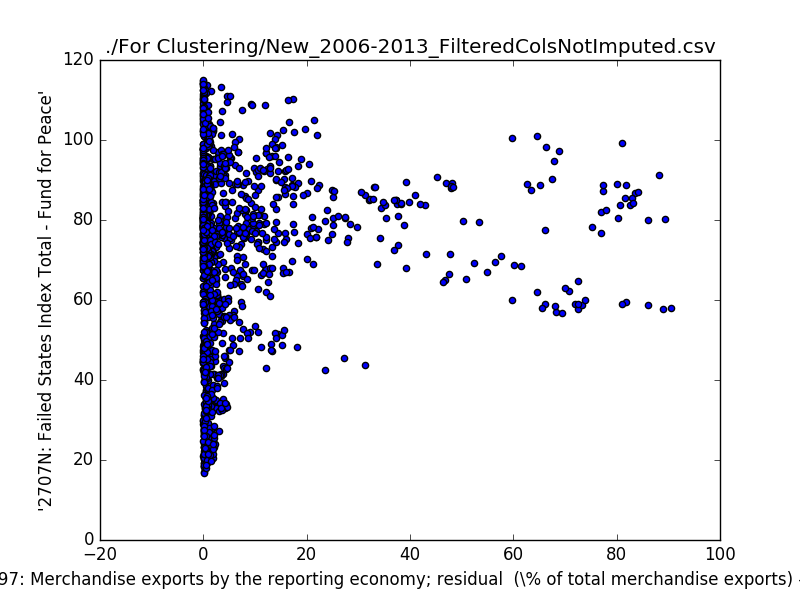 ./For Clustering/New_2006-2013_FilteredColsNotImputed.csv
120
100
80
60
40
20
0
'2707N: Failed States Index Total - Fund for Peace'
−20 0 20 40 60 80 100
97: Merchandise exports by the reporting economy; residual (\% of total merchandise exports) -